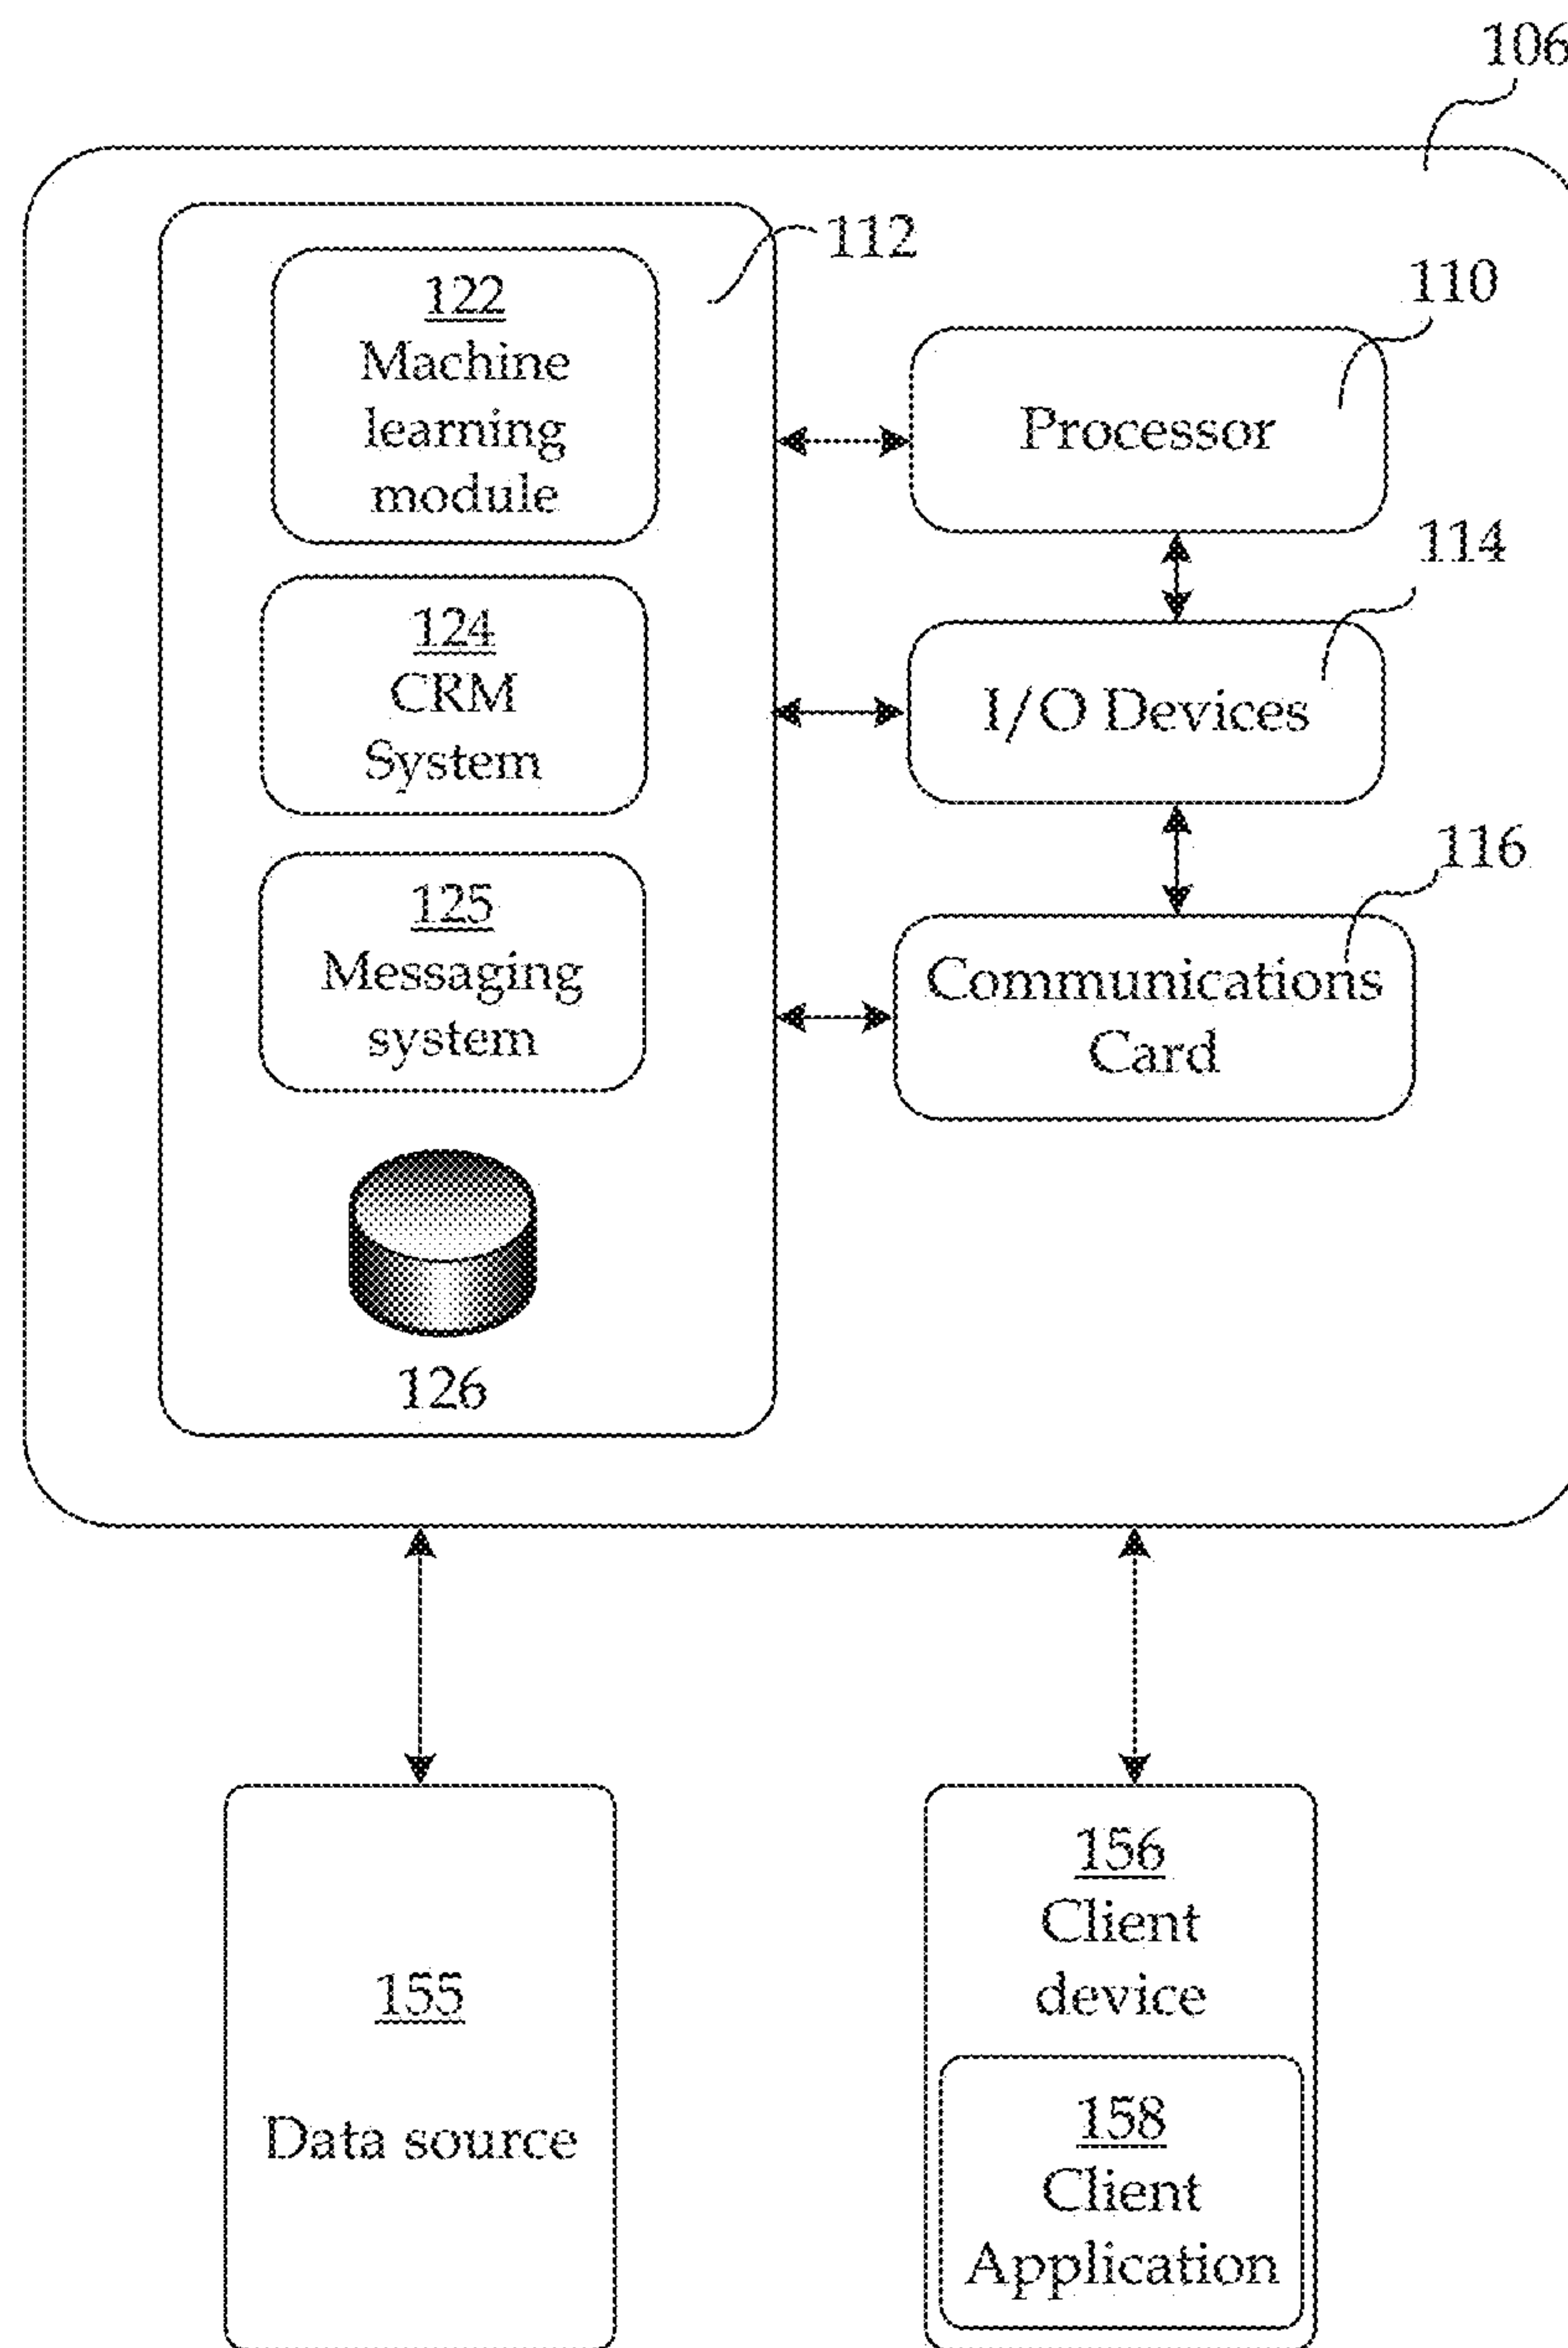 106
112
122
Machine
learning
module
110
Processor
114
124
CRM
System
I/O Devices
116
125
Messaging
system
Communications
Card
126
155
Data source
156
Client
device
158
Client
Application